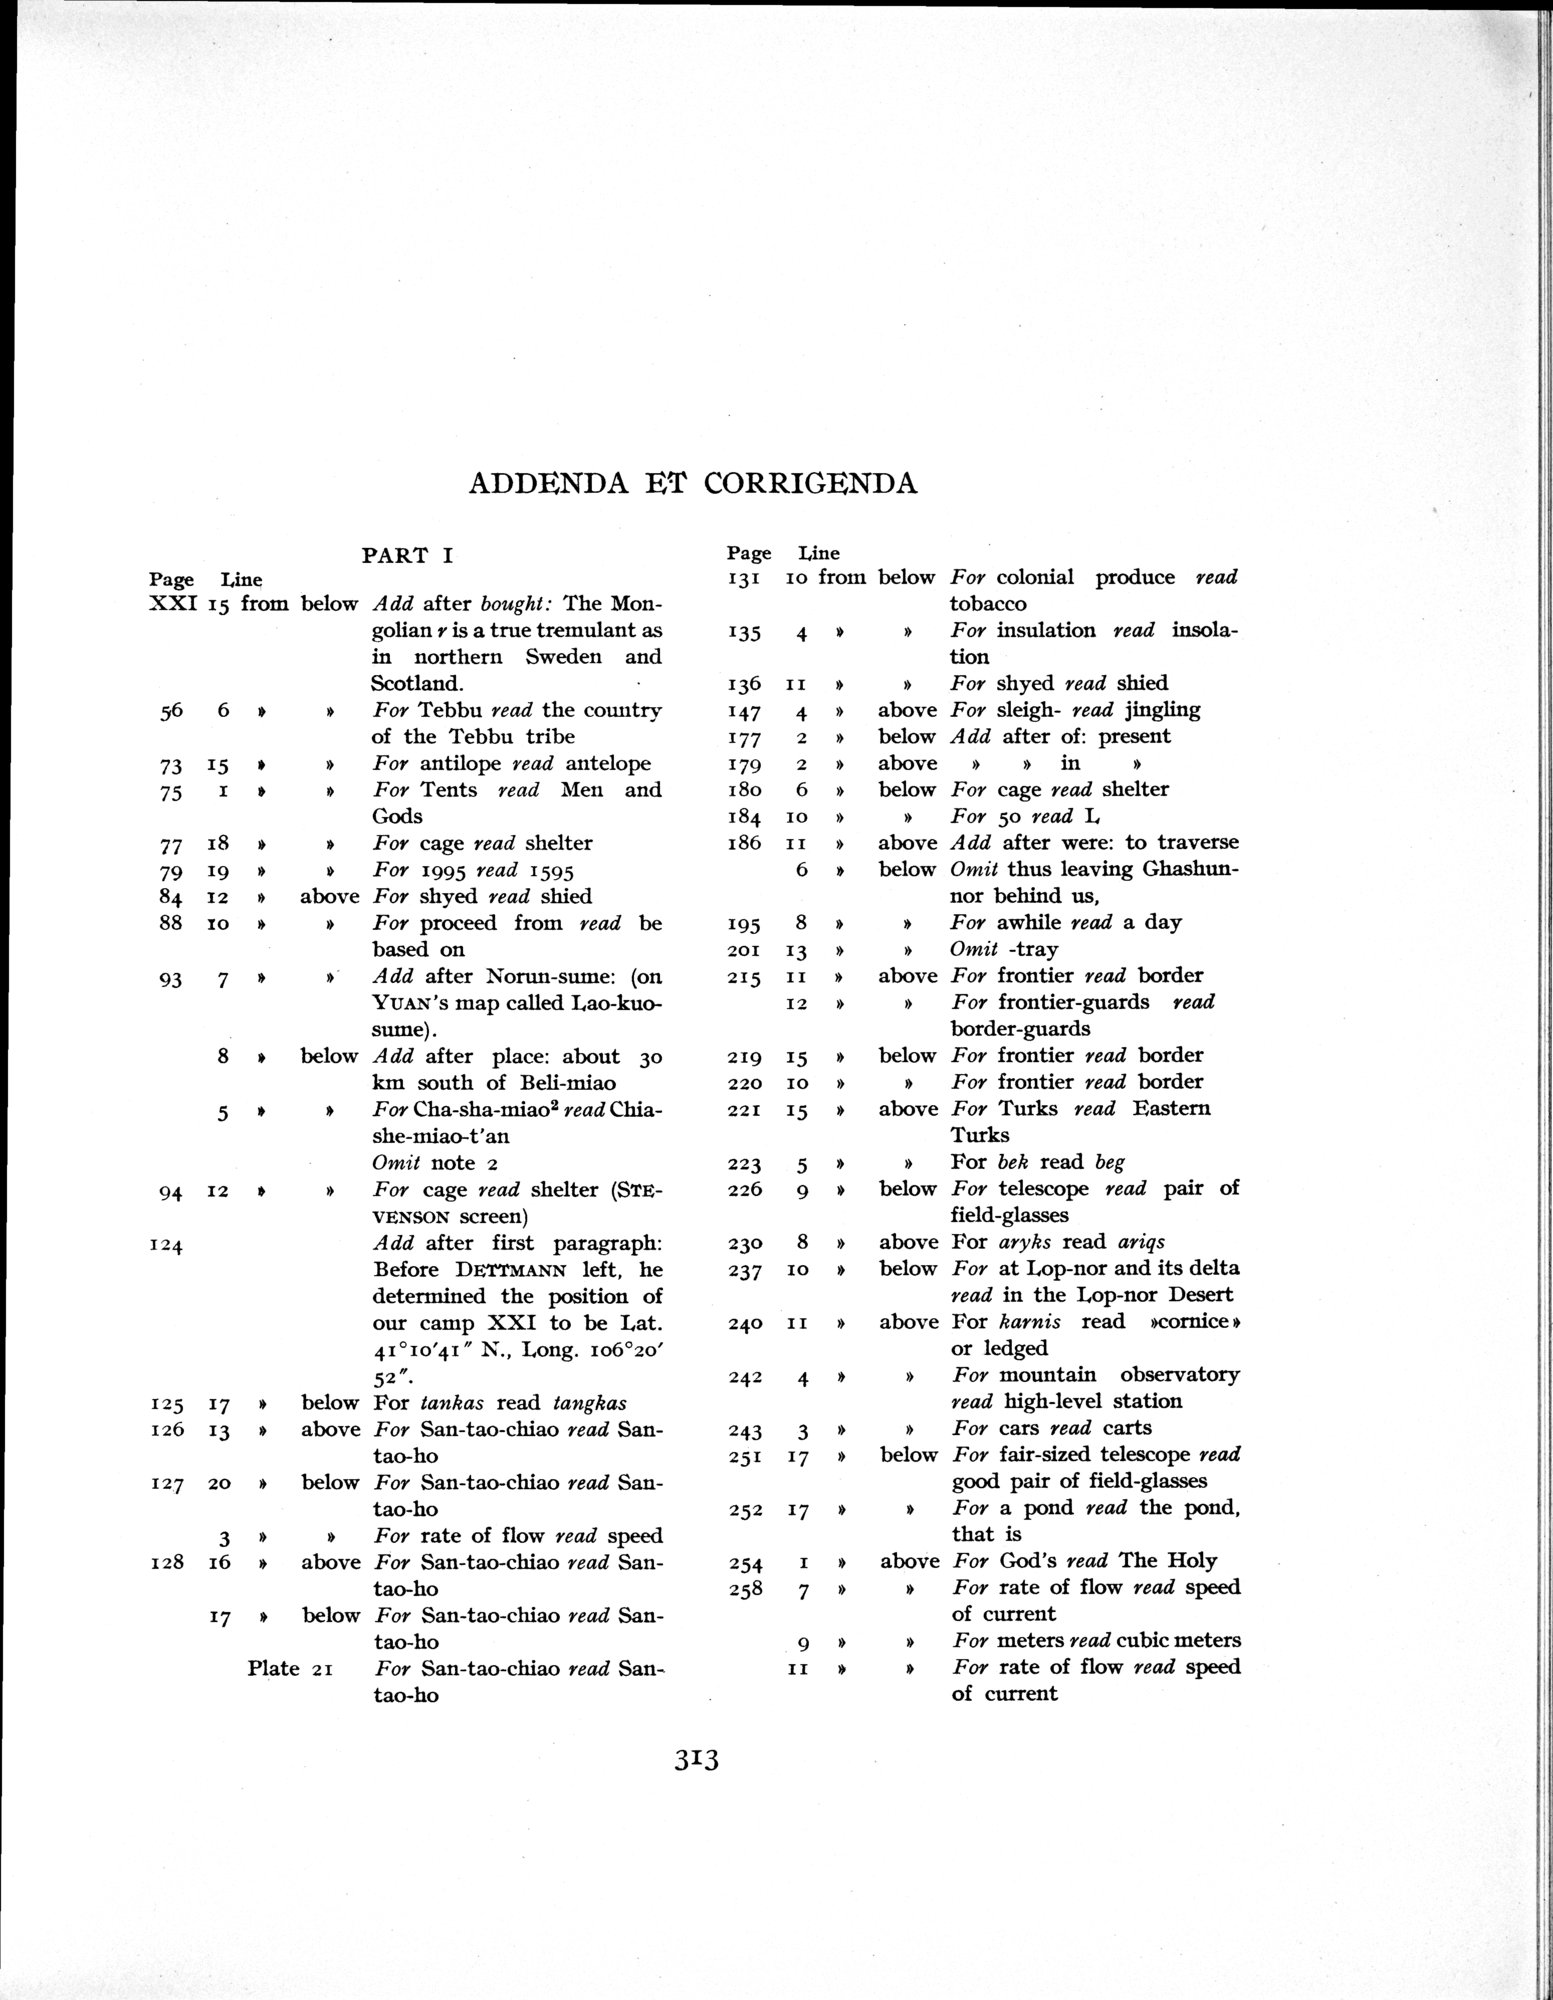 ADDENDA ET CORRIGENDA
PART I
Page Line
XXI 15 from below Add after bought: The Mon-
golian r is a true tremulant as
in northern Sweden and
Scotland.
56 6 » » For Tebbu read the country
of the Tebbu tribe
73 15 » » For antilope read antelope
75 1 » » For Tents read Men and
Gods
77 18 » » For cage read shelter
79 19 » » For 1995 read 1595
84 12 » above For shyed read shied
88 10 » » For proceed from read be
based on
93 7 » » Add after Norun-sume: (on
YUAN's map called Lao-kuo-
sume).
8 » below Add after place: about 30
km south of Beli-miao
5 » » For Cha-sha-miao² read Chia-
she-miao-t'an
Omit note 2
94 12 » » For cage read shelter (STE-
VENSON screen)
124 Add after first paragraph:
Before DETTMANN left, he
determined the position of
our camp XXI to be Lat.
41°10′41″ N., Long. 106°20′
52″.
125 17 » below For tankas read tangkas
126 13 » above For San-tao-chiao read San-
tao-ho
127 20 » below For San-tao-chiao read San-
tao-ho
3 » » For rate of flow read speed
128 16 » above For San-tao-chiao read San-
tao-ho
17 » below For San-tao-chiao read San-
tao-ho
Plate 21 For San-tao-chiao read San-
tao-ho
Page Line
131 10 from below For colonial produce read
tobacco
135 4 » » For insulation read insola-
tion
136 11 » » For shyed read shied
147 4 » above For sleigh- read jingling
177 2 » below Add after of: present
179 2 » above » » in »
180 6 » below For cage read shelter
184 10 » » For 50 read L
186 11 » above Add after were: to traverse
6 » below Omit thus leaving Ghashun-
nor behind us,
195 8 » » For awhile read a day
201 13 » » Omit -tray
215 11 » above For frontier read border
12 » » For frontier-guards read
border-guards
219 15 » below For frontier read border
220 10 » » For frontier read border
221 15 » above For Turks read Eastern
Turks
223 5 » » For bek read beg
226 9 » below For telescope read pair of
field-glasses
230 8 » above For aryks read ariqs
237 10 » below For at Lop-nor and its delta
read in the Lop-nor Desert
240 11 » above For karnis read »cornice»
or ledged
242 4 » » For mountain observatory
read high-level station
243 3 » » For cars read carts
251 17 » below For fair-sized telescope read
good pair of field-glasses
252 17 » » For a pond read the pond,
that is
254 1 » above For God's read The Holy
258 7 » » For rate of flow read speed
of current
9 » » For meters read cubic meters
11 » » For rate of flow read speed
of current
313